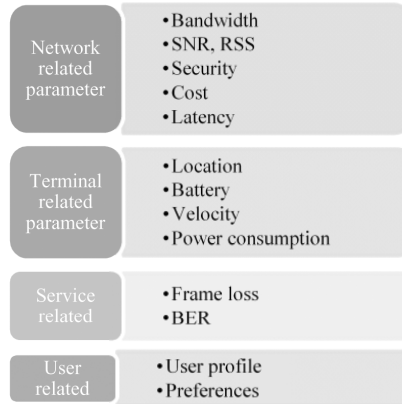 Network
related
parameter
•Bandwidth
•SNR, RSS
•Security
•Cost
•Latency
Terminal
related
parameter
•Location
•Battery
•Velocity
•Power consumption
Service
related
•Frame loss
•BER
User
related
•User profile
•Preferences